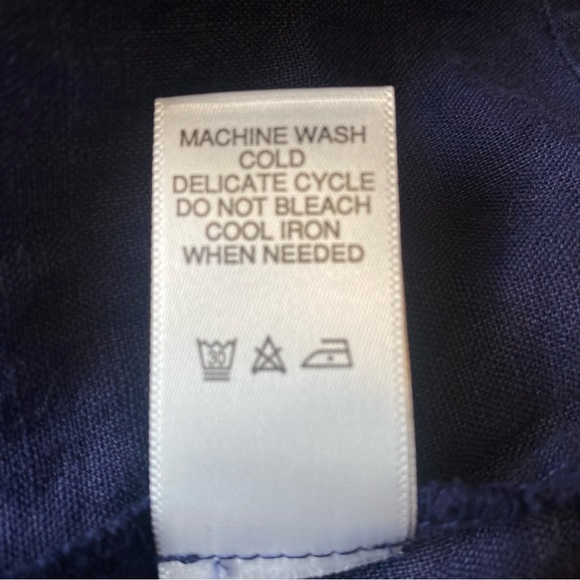 MACHINE WASH
COLD
DELICATE CYCLE
DO NOT BLEACH
COOL IRON
WHEN NEEDED
30